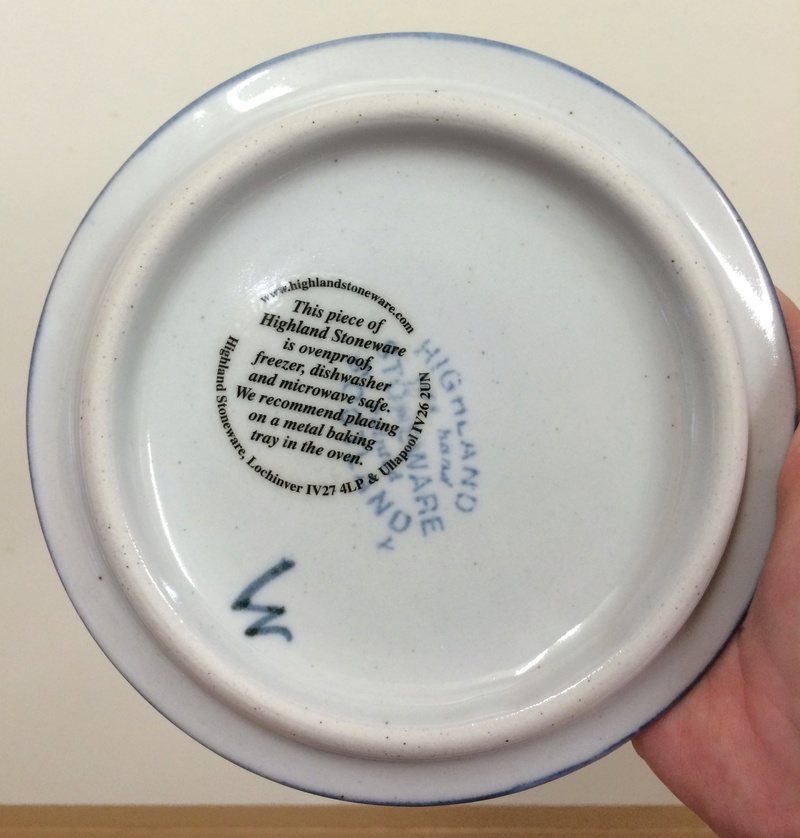 www.highlandstoneware.com
This piece of
Highland Stoneware
is ovenproof,
freezer, dishwasher
and microwave safe.
We recommend placing
on a metal baking
tray in the oven.
Highland Stoneware, Lochinver IV27 4LP & Ullapool IV26 2UN
HIGHLAND
W